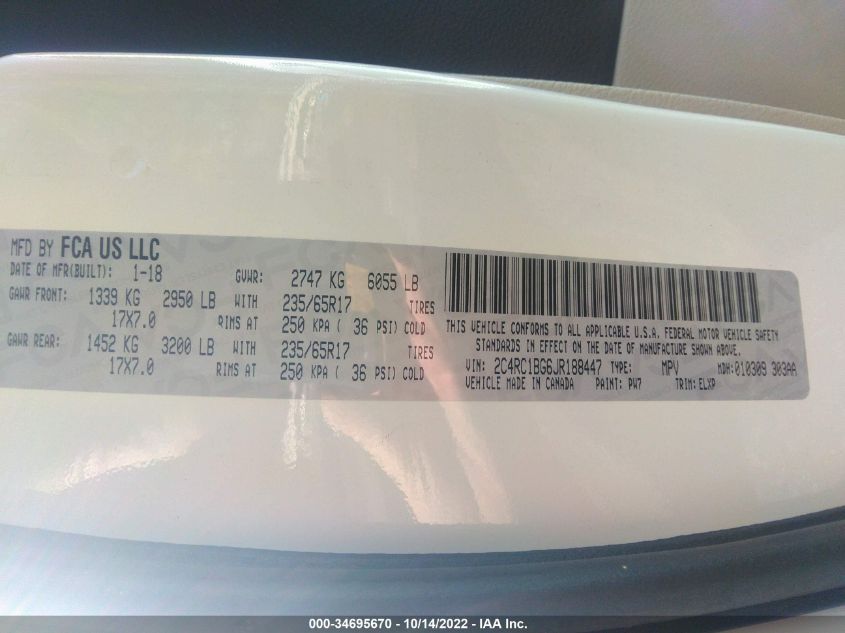 MFD BY FCA US LLC
DATE OF MFR(BUILT): 1-18 GVWR: 2747 KG 6055 LB
GAWR FRONT: 1339 KG 2950 LB WITH 235/65R17 TIRES
17X7.0 RIMS AT 250 KPA ( 36 PSI) COLD
GAWR REAR: 1452 KG 3200 LB WITH 235/65R17 TIRES
17X7.0 RIMS AT 250 KPA ( 36 PSI) COLD
THIS VEHICLE CONFORMS TO ALL APPLICABLE U.S.A. FEDERAL MOTOR VEHICLE SAFETY
STANDARDS IN EFFECT ON THE DATE OF MANUFACTURE SHOWN ABOVE.
VIN: 2C4RC1BG6JR188447 TYPE: MPV MDH: 010309 303AA
VEHICLE MADE IN CANADA PAINT: PW7 TRIM: ELXP
000-34695670 / 10/14/2022 - IAA Inc.